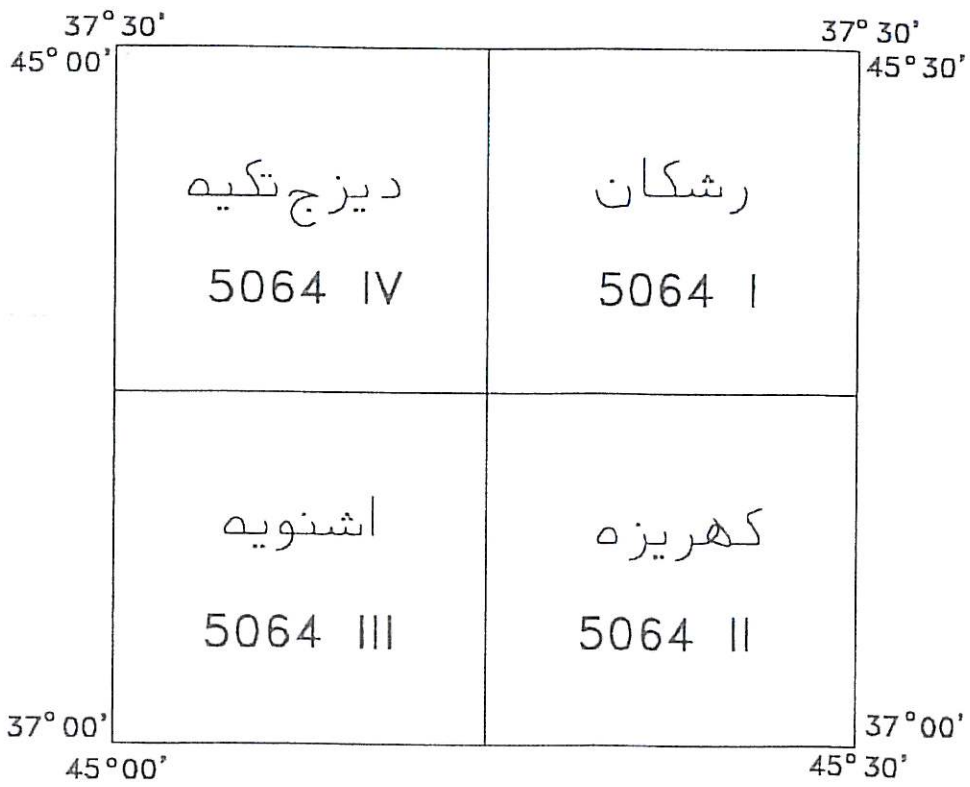 37° 30'
37° 30'
45° 00'
45° 30'
دیزج تکیه
رشکان
5064 IV
5064 I
اشنویه
کهریزه
5064 III
5064 II
37° 00'
37° 00'
45° 00'
45° 30'